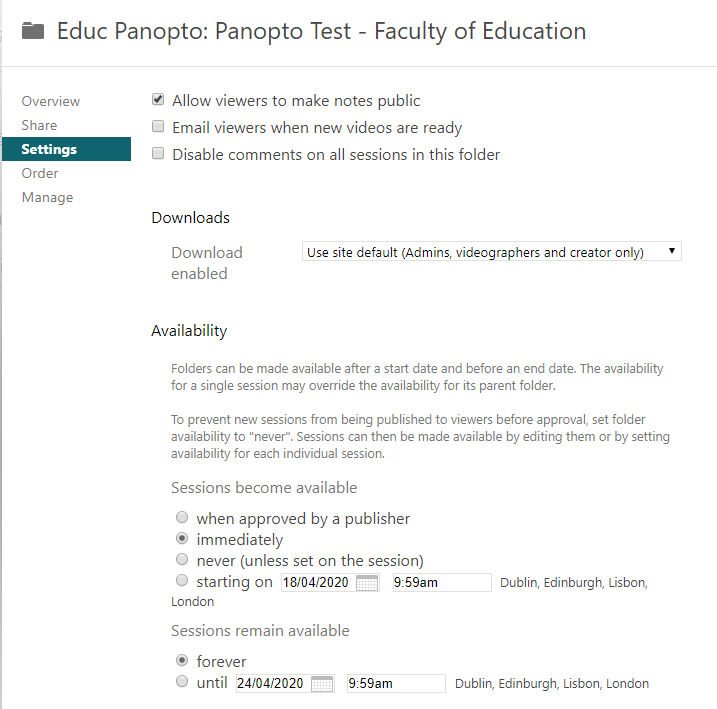 Educ Panopto: Panopto Test - Faculty of Education
Overview
Share
Settings
Order
Manage
Allow viewers to make notes public
Email viewers when new videos are ready
Disable comments on all sessions in this folder
Downloads
Download
enabled
Use site default (Admins, videographers and creator only)
Availability
Folders can be made available after a start date and before an end date. The availability
for a single session may override the availability for its parent folder.
To prevent new sessions from being published to viewers before approval, set folder
availability to "never". Sessions can then be made available by editing them or by setting
availability for each individual session.
Sessions become available
when approved by a publisher
immediately
never (unless set on the session)
starting on 18/04/2020 9:59am Dublin, Edinburgh, Lisbon,
London
Sessions remain available
forever
until 24/04/2020 9:59am Dublin, Edinburgh, Lisbon, London